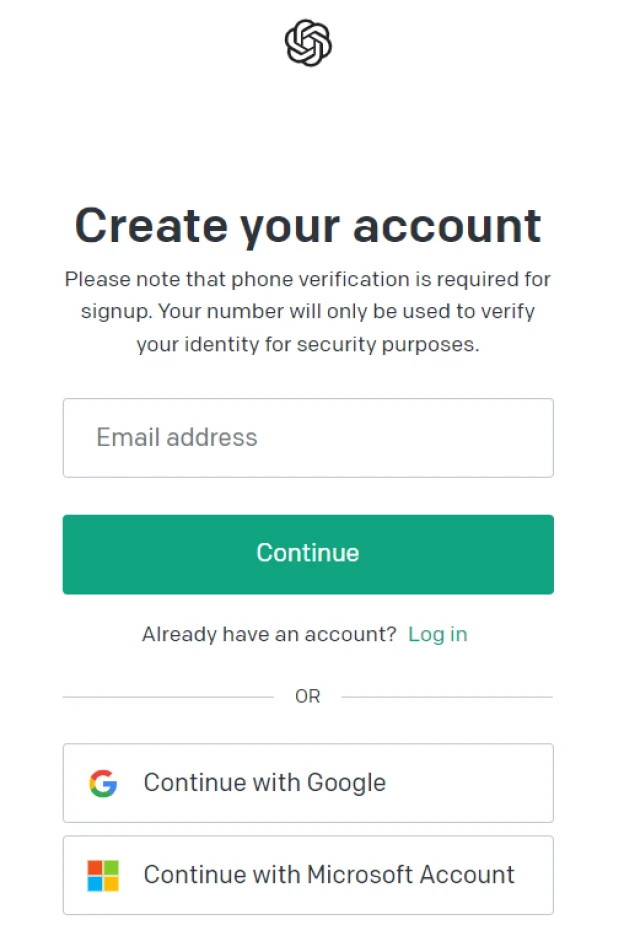 Create your account
Please note that phone verification is required for
signup. Your number will only be used to verify
your identity for security purposes.
Email address
Continue
Already have an account? Log in
OR
Continue with Google
Continue with Microsoft Account